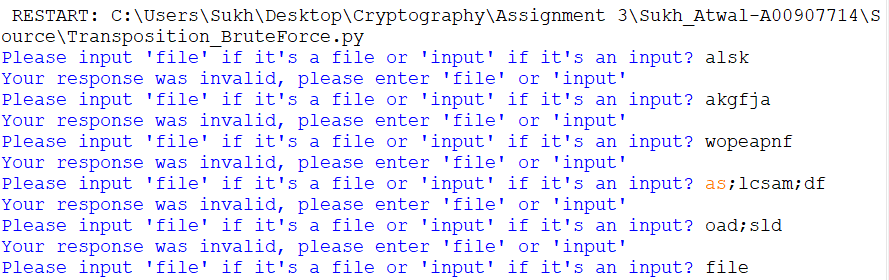 RESTART: C:\Users\Sukh\Desktop\Cryptography\Assignment 3\Sukh_Atwal-A00907714\S
ource\Transposition_BruteForce.py
Please input 'file' if it's a file or 'input' if it's an input? alsk
Your response was invalid, please enter 'file' or 'input'
Please input 'file' if it's a file or 'input' if it's an input? akgfja
Your response was invalid, please enter 'file' or 'input'
Please input 'file' if it's a file or 'input' if it's an input? wopeapnf
Your response was invalid, please enter 'file' or 'input'
Please input 'file' if it's a file or 'input' if it's an input? as;lcsam;df
Your response was invalid, please enter 'file' or 'input'
Please input 'file' if it's a file or 'input' if it's an input? oad;sld
Your response was invalid, please enter 'file' or 'input'
Please input 'file' if it's a file or 'input' if it's an input? file